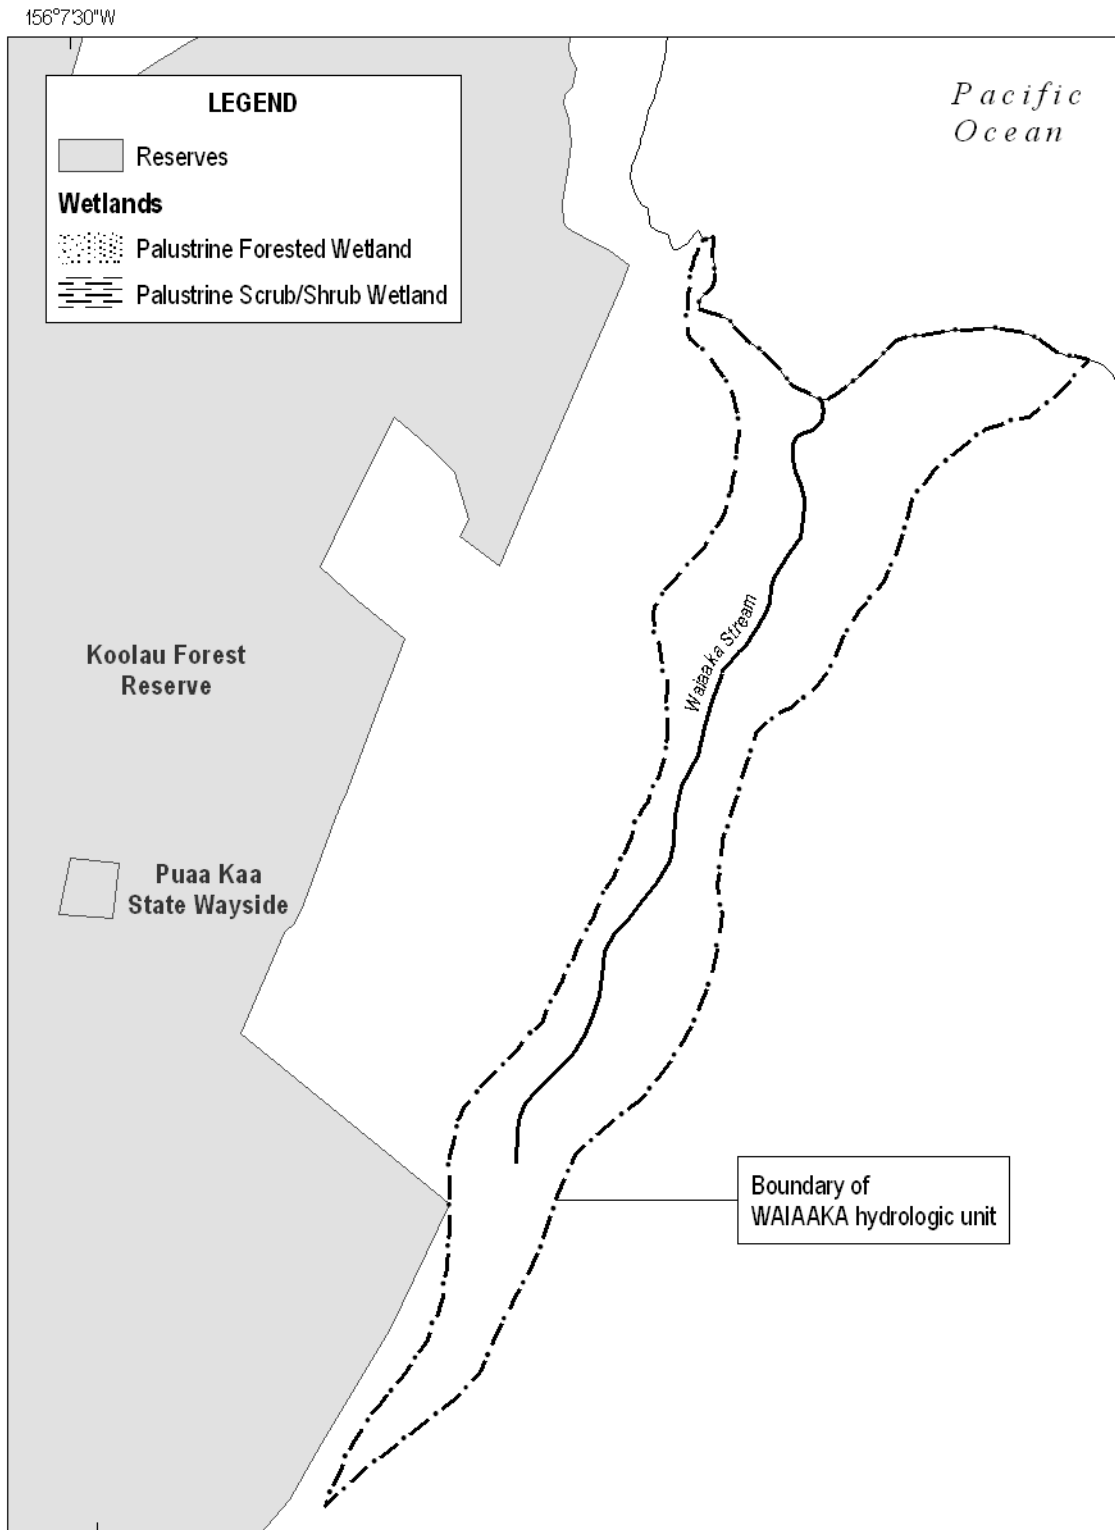 156°7'30"W
Pacific
Ocean
LEGEND
Reserves
Wetlands
Palustrine Forested Wetland
Palustrine Scrub/Shrub Wetland
Koolau Forest
Reserve
Waiaaka Stream
Puaa Kaa
State Wayside
Boundary of
WAIAAKA hydrologic unit